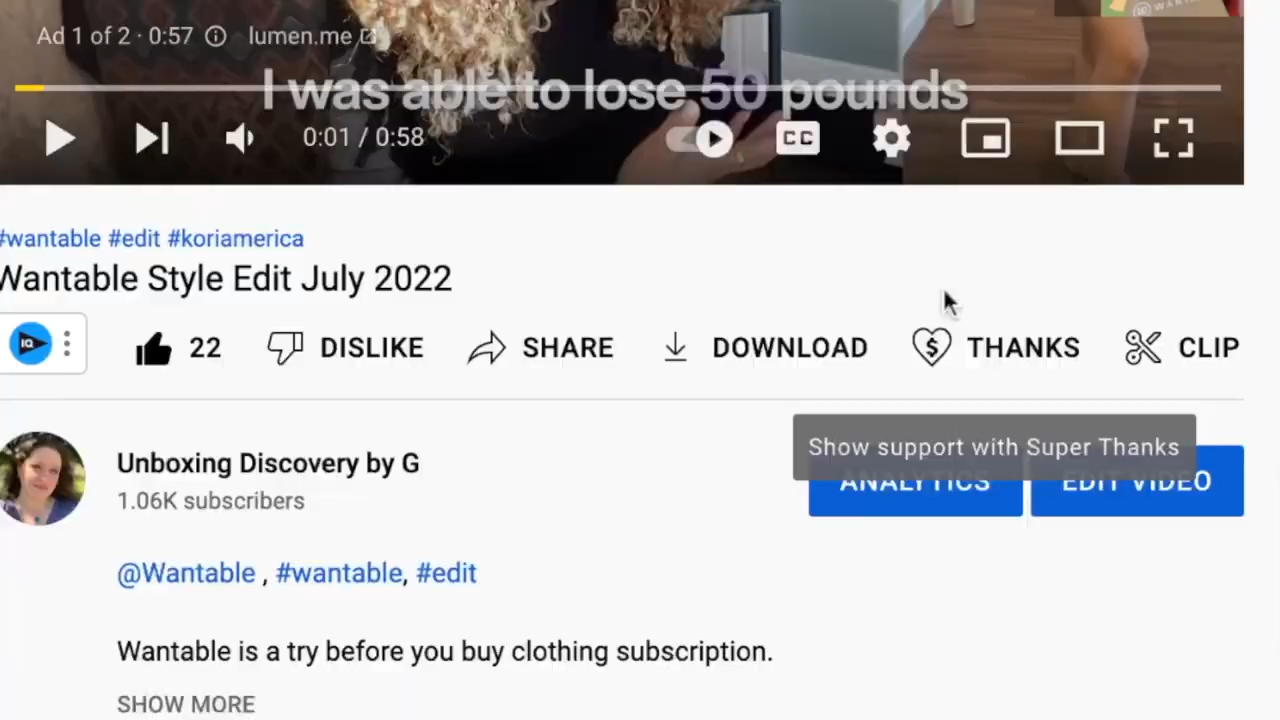 Ad 1 of 2 · 0:57 lumen.me
I was able to lose 50 pounds
0:01 / 0:58 CC
#wantable #edit #koriamerica
Wantable Style Edit July 2022
IQ 22 DISLIKE SHARE DOWNLOAD $ THANKS CLIP
Show support with Super Thanks
Unboxing Discovery by G
ANALYTICS EDIT VIDEO
1.06K subscribers
@Wantable , #wantable, #edit
Wantable is a try before you buy clothing subscription.
SHOW MORE